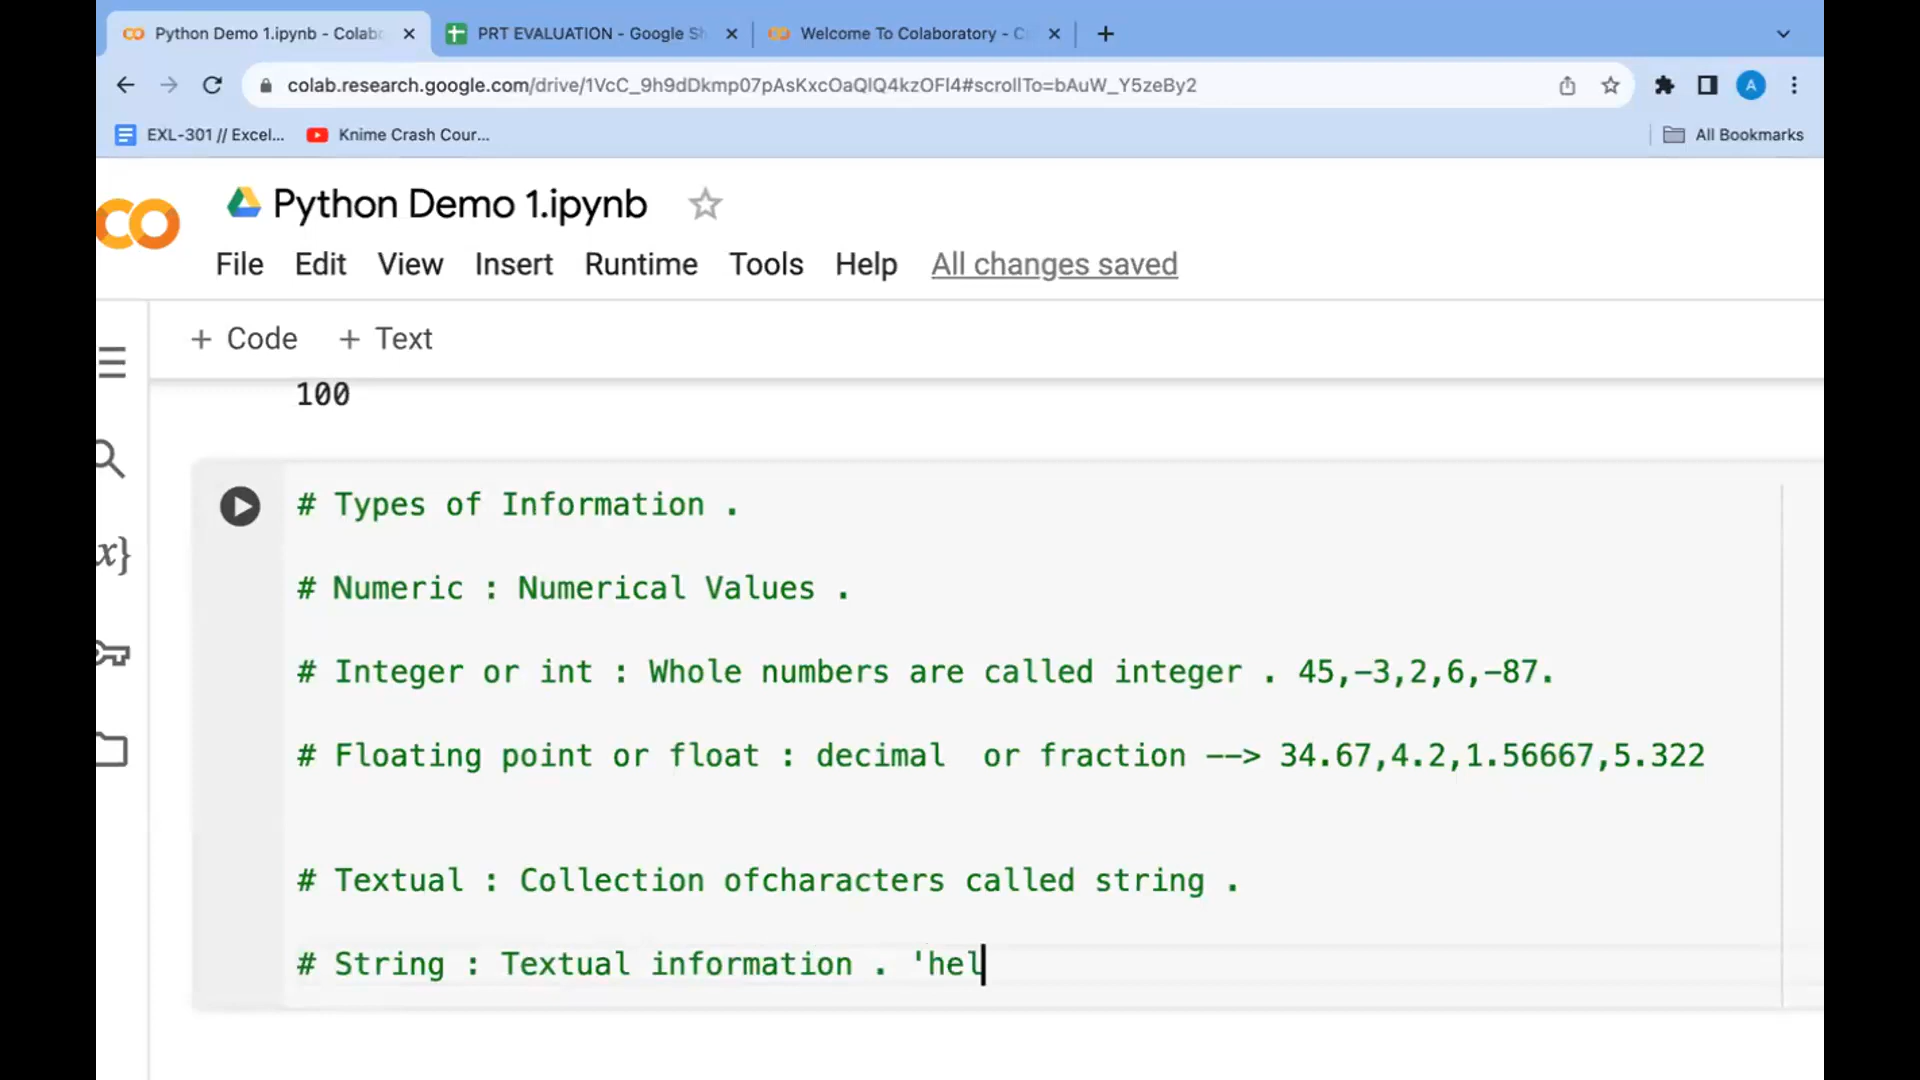 Python Demo 1.ipynb - Colab
PRT EVALUATION - Google Sh
Welcome To Colaboratory - C
colab.research.google.com/drive/1VcC_9h9dDkmp07pAsKxcOaQlQ4kzOFl4#scrollTo=bAuW_Y5zeBy2
A
EXL-301 // Excel...
Knime Crash Cour...
All Bookmarks
CO
Python Demo 1.ipynb
File Edit View Insert Runtime Tools Help All changes saved
+ Code + Text
100
# Types of Information .
# Numeric : Numerical Values .
# Integer or int : Whole numbers are called integer . 45,-3,2,6,-87.
# Floating point or float : decimal  or fraction --> 34.67,4.2,1.56667,5.322
# Textual : Collection ofcharacters called string .
# String : Textual information . 'hel
{x}